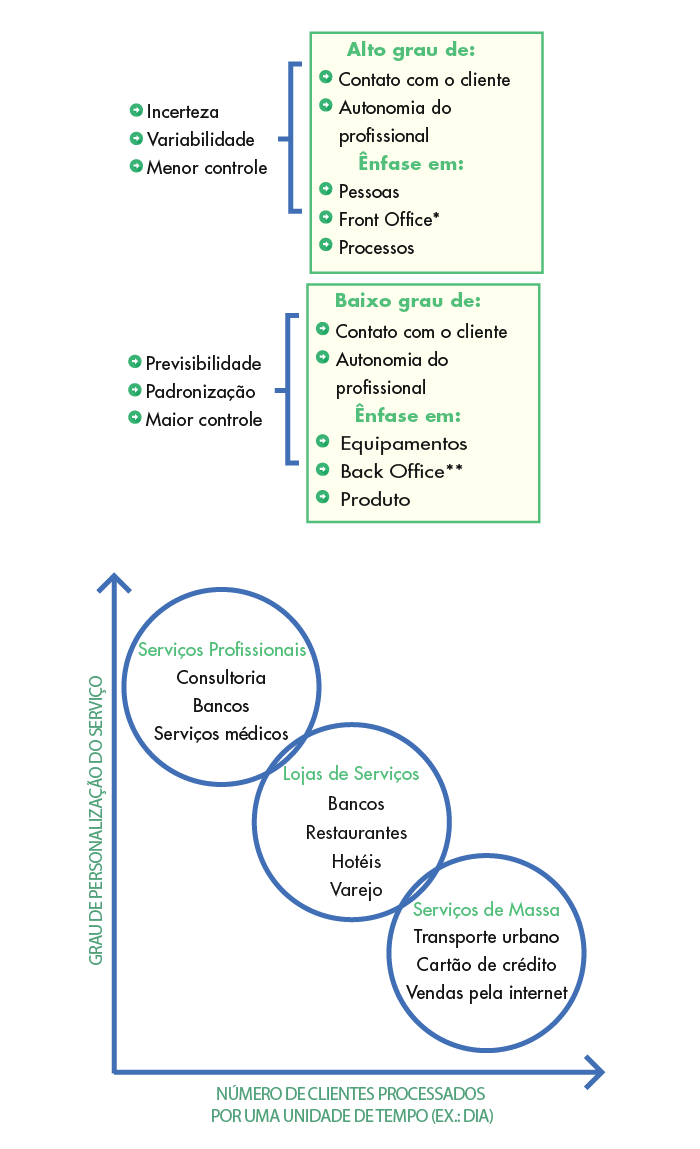 Alto grau de:
Contato com o cliente
Autonomia do
profissional
Ênfase em:
Pessoas
Front Office*
Processos
Incerteza
Variabilidade
Menor controle
Baixo grau de:
Contato com o cliente
Autonomia do
profissional
Ênfase em:
Equipamentos
Back Office**
Produto
Previsibilidade
Padronização
Maior controle
GRAU DE PERSONALIZAÇÃO DO SERVIÇO
Serviços Profissionais
Consultoria
Bancos
Serviços médicos
Lojas de Serviços
Bancos
Restaurantes
Hotéis
Varejo
Serviços de Massa
Transporte urbano
Cartão de crédito
Vendas pela internet
NÚMERO DE CLIENTES PROCESSADOS
POR UMA UNIDADE DE TEMPO (EX.: DIA)